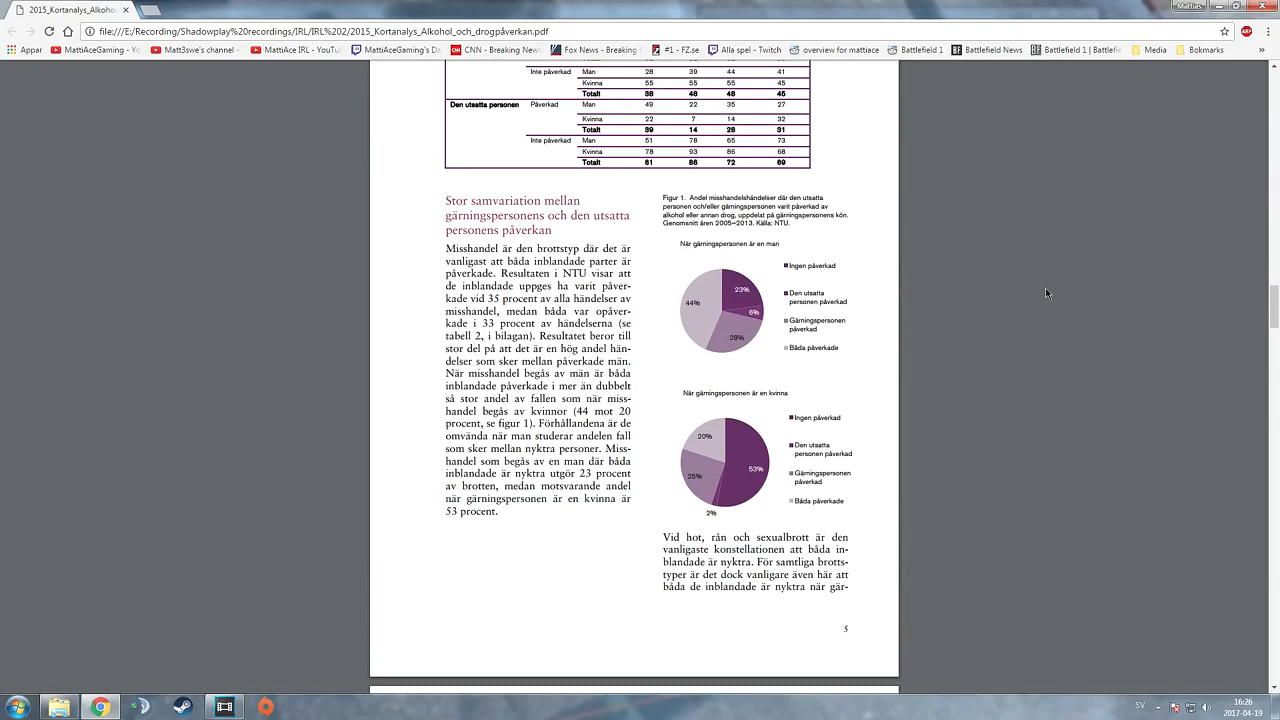 2015_Kortanalys_Alkoho
Mattias
file:///E:/Recording/Shadowplay%20recordings/IRL/IRL%202/2015_Kortanalys_Alkohol_och_drogpåverkan.pdf
Appar
MattiAceGaming - Yo
Matt3swe's channel -
MattiAce IRL - YouTu
MattiAceGaming's Da
CNN - Breaking News
Fox News - Breaking
#1 - FZ.se
Alla spel - Twitch
overview for mattiace
Battlefield 1
Battlefield News
Battlefield 1 | Battlefie
Media
Bokmarks
Inte påverkad Man 28 39 44 41
Kvinna 55 55 55 45
Totalt 38 48 48 45
Den utsatta personen Påverkad Man 49 22 35 27
Kvinna 22 7 14 32
Totalt 39 14 28 31
Inte påverkad Man 51 78 65 73
Kvinna 78 93 86 68
Totalt 61 86 72 69
Stor samvariation mellan
gärningspersonens och den utsatta
personens påverkan
Misshandel är den brottstyp där det är
vanligast att båda inblandade parter är
påverkade. Resultaten i NTU visar att
de inblandade uppges ha varit påver-
kade vid 35 procent av alla händelser av
misshandel, medan båda var opåver-
kade i 33 procent av händelserna (se
tabell 2, i bilagan). Resultatet beror till
stor del på att det är en hög andel hän-
delser som sker mellan påverkade män.
När misshandel begås av män är båda
inblandade påverkade i mer än dubbelt
så stor andel av fallen som när miss-
handel begås av kvinnor (44 mot 20
procent, se figur 1). Förhållandena är de
omvända när man studerar andelen fall
som sker mellan nyktra personer. Miss-
handel som begås av en man där båda
inblandade är nyktra utgör 23 procent
av brotten, medan motsvarande andel
när gärningspersonen är en kvinna är
53 procent.
Figur 1. Andel misshandelshändelser där den utsatta
personen och/eller gärningspersonen varit påverkad av
alkohol eller annan drog, uppdelat på gärningspersonens kön.
Genomsnitt åren 2005–2013. Källa: NTU.
När gärningspersonen är en man
23%
6%
28%
44%
Ingen påverkad
Den utsatta
personen påverkad
Gärningspersonen
påverkad
Båda påverkade
När gärningspersonen är en kvinna
20%
53%
25%
2%
Ingen påverkad
Den utsatta
personen påverkad
Gärningspersonen
påverkad
Båda påverkade
Vid hot, rån och sexualbrott är den
vanligaste konstellationen att båda in-
blandade är nyktra. För samtliga brotts-
typer är det dock vanligare även här att
båda de inblandade är nyktra när gär-
5
SV
16:26
2017-04-19